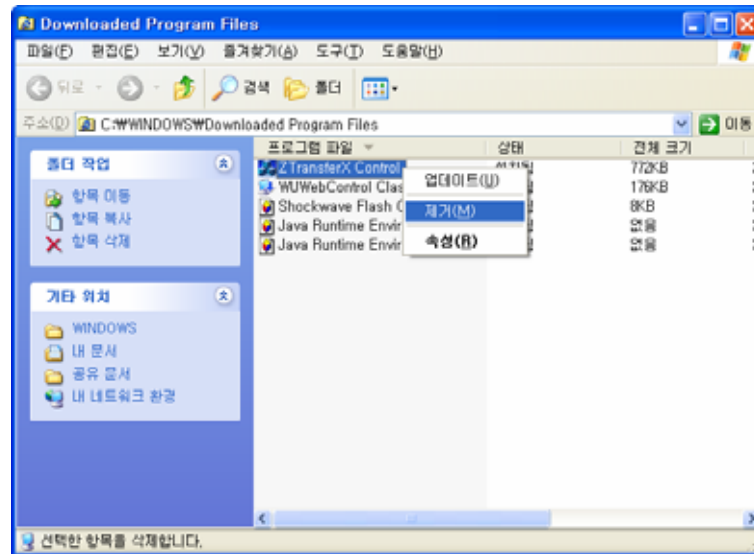 Downloaded Program Files
파일(F) 편집(E) 보기(V) 즐겨찾기(A) 도구(T) 도움말(H)
뒤로 검색 폴더
주소(D) C:₩WINDOWS₩Downloaded Program Files 이동
폴더 작업
항목 이동
항목 복사
항목 삭제
기타 위치
WINDOWS
내 문서
공유 문서
내 네트워크 환경
프로그램 파일 상태 전체 크기
ZTransferX Control 772KB
WUWebControl Clas 176KB
Shockwave Flash 8KB
Java Runtime Envir 없음
Java Runtime Envir 없음
업데이트(U)
제거(M)
속성(R)
선택한 항목을 삭제합니다.